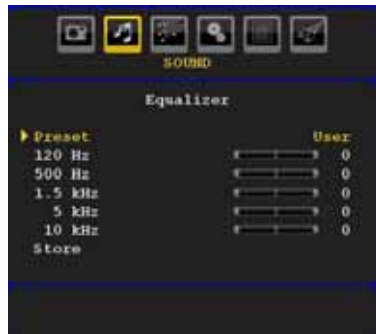 SOUND
Equalizer
Preset User
120 Hz 0
500 Hz 0
1.5 kHz 0
5 kHz 0
10 kHz 0
Store